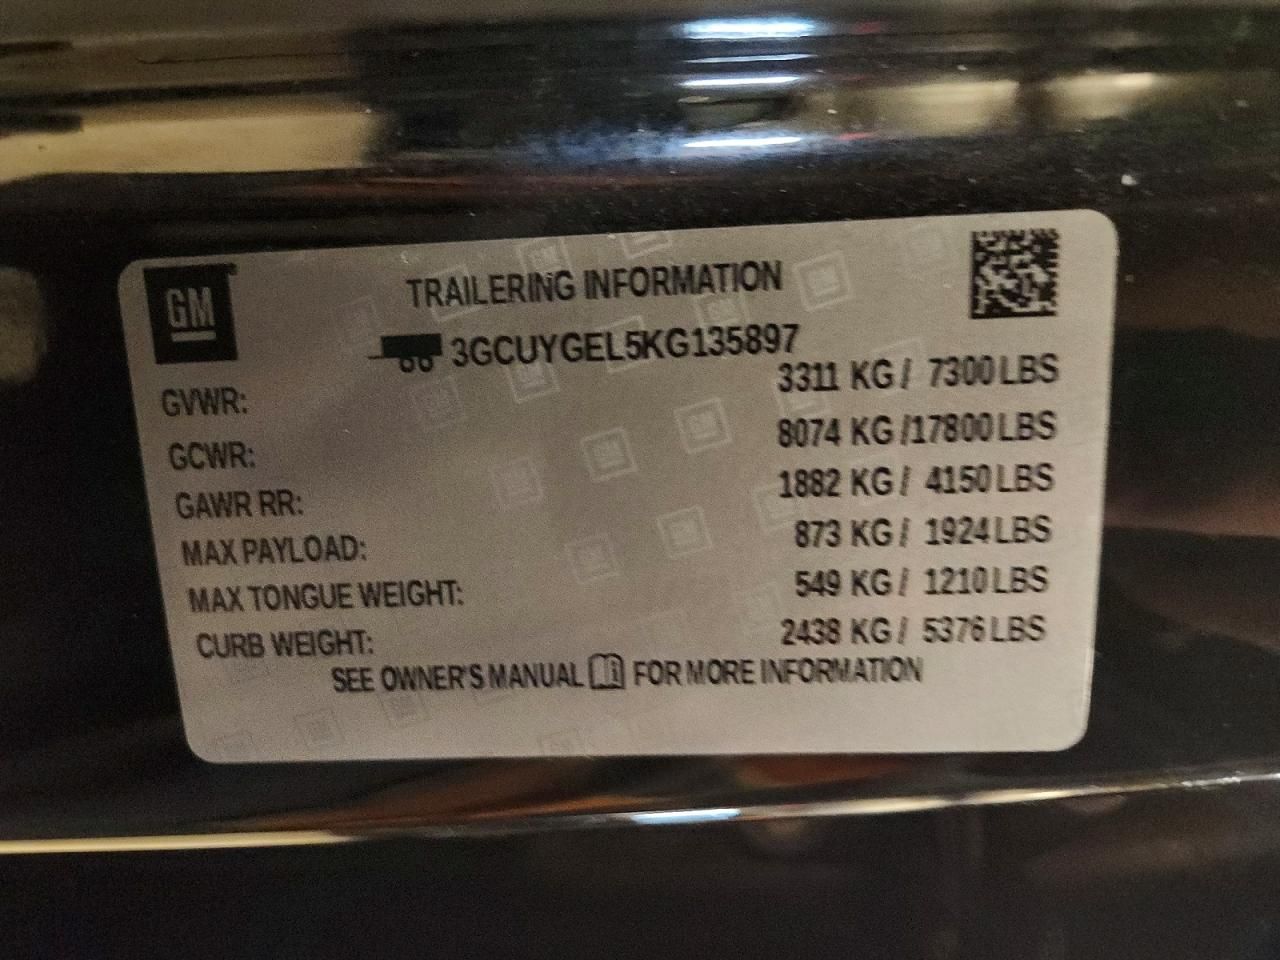 GM
TRAILERING INFORMATION
3GCUYGEL5KG135897
GVWR: 3311 KG / 7300 LBS
GCWR: 8074 KG / 17800 LBS
GAWR RR: 1882 KG / 4150 LBS
MAX PAYLOAD: 873 KG / 1924 LBS
MAX TONGUE WEIGHT: 549 KG / 1210 LBS
CURB WEIGHT: 2438 KG / 5376 LBS
SEE OWNER'S MANUAL FOR MORE INFORMATION